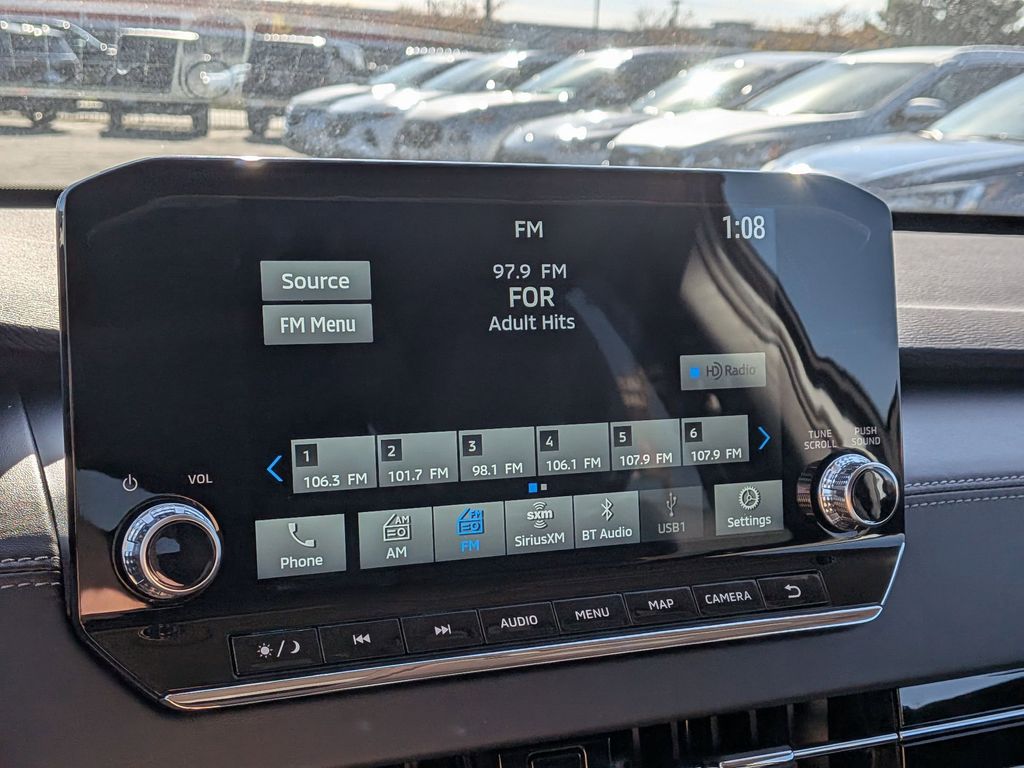 FM
1:08
Source
97.9 FM
FOR
FM Menu
Adult Hits
HD Radio
1 106.3 FM
2 101.7 FM
3 98.1 FM
4 106.1 FM
5 107.9 FM
6 107.9 FM
TUNE
SCROLL
PUSH
SOUND
VOL
Phone
AM
AM
FM
FM
sxm
SiriusXM
BT Audio
USB1
Settings
AUDIO
MENU
MAP
CAMERA